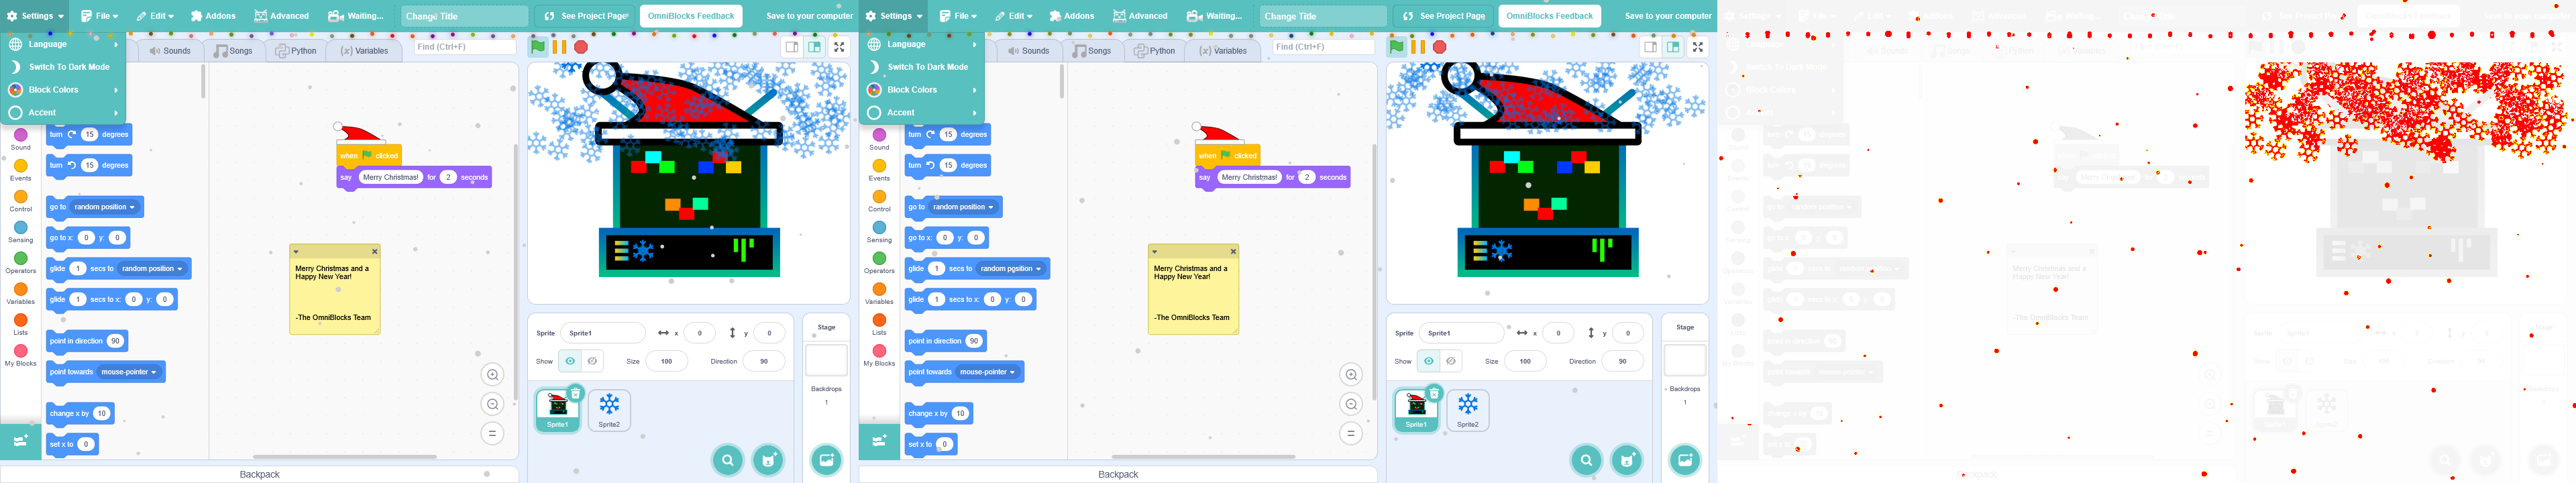 Settings File Edit Addons Advanced Waiting... Change Title See Project Page OmniBlocks Feedback Save to your computer
Language
Switch To Dark Mode
Block Colors
Accent
Sounds Songs Python Variables Find (Ctrl+F)
Sound
Events
Control
Sensing
Operators
Variables
Lists
My Blocks
turn 15 degrees
turn 15 degrees
go to random position
go to x: 0 y: 0
glide 1 secs to random position
glide 1 secs to x: 0 y: 0
point in direction 90
point towards mouse-pointer
change x by 10
set x to 0
when clicked
say Merry Christmas! for 2 seconds
Merry Christmas and a
Happy New Year!
-The OmniBlocks Team
Backpack
Sprite Sprite1 x 0 y 0
Show Size 100 Direction 90
Sprite1 Sprite2
Stage
Backdrops
1
Settings File Edit Addons Advanced Waiting... Change Title See Project Page OmniBlocks Feedback Save to your computer
Language
Switch To Dark Mode
Block Colors
Accent
Sounds Songs Python Variables Find (Ctrl+F)
Sound
Events
Control
Sensing
Operators
Variables
Lists
My Blocks
turn 15 degrees
turn 15 degrees
go to random position
go to x: 0 y: 0
glide 1 secs to random position
glide 1 secs to x: 0 y: 0
point in direction 90
point towards mouse-pointer
change x by 10
set x to 0
when clicked
say Merry Christmas! for 2 seconds
Merry Christmas and a
Happy New Year!
-The OmniBlocks Team
Backpack
Sprite Sprite1 x 0 y 0
Show Size 100 Direction 90
Sprite1 Sprite2
Stage
Backdrops
1